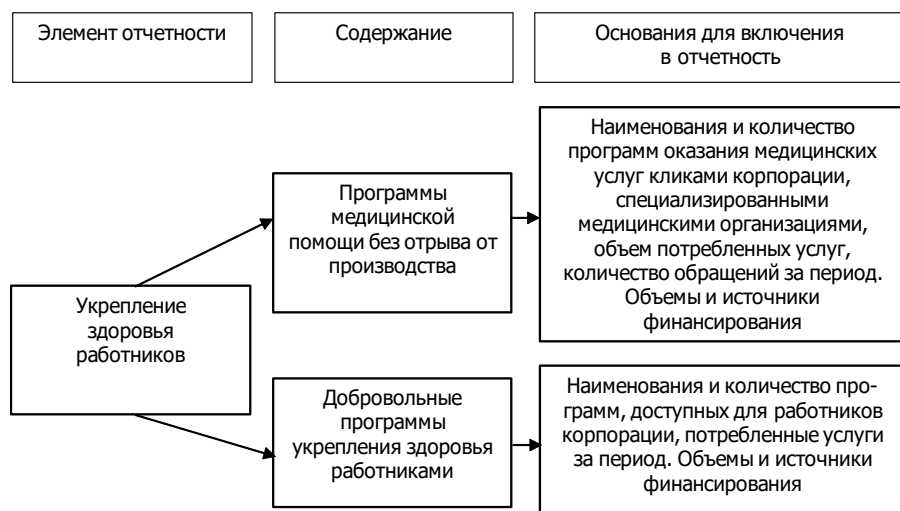 Элемент отчетности
Содержание
Основания для включения
в отчетность
Укрепление
здоровья
работников
Программы
медицинской
помощи без отрыва от
производства
Наименования и количество
программ оказания медицинских
услуг кликами корпорации,
специализированными
медицинскими организациями,
объем потребленных услуг,
количество обращений за период.
Объемы и источники
финансирования
Добровольные
программы
укрепления здоровья
работниками
Наименования и количество про-
грамм, доступных для работников
корпорации, потребленные услуги
за период. Объемы и источники
финансирования